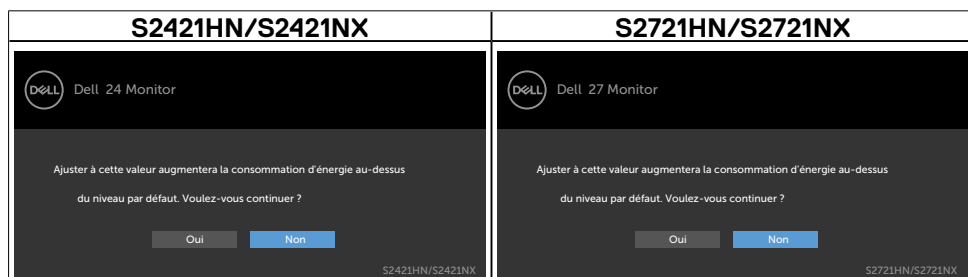 S2421HN/S2421NX
DELL Dell 24 Monitor
Ajuster à cette valeur augmentera la consommation d'énergie au-dessus
du niveau par défaut. Voulez-vous continuer ?
Oui Non
S2421HN/S2421NX
S2721HN/S2721NX
DELL Dell 27 Monitor
Ajuster à cette valeur augmentera la consommation d'énergie au-dessus
du niveau par défaut. Voulez-vous continuer ?
Oui Non
S2721HN/S2721NX